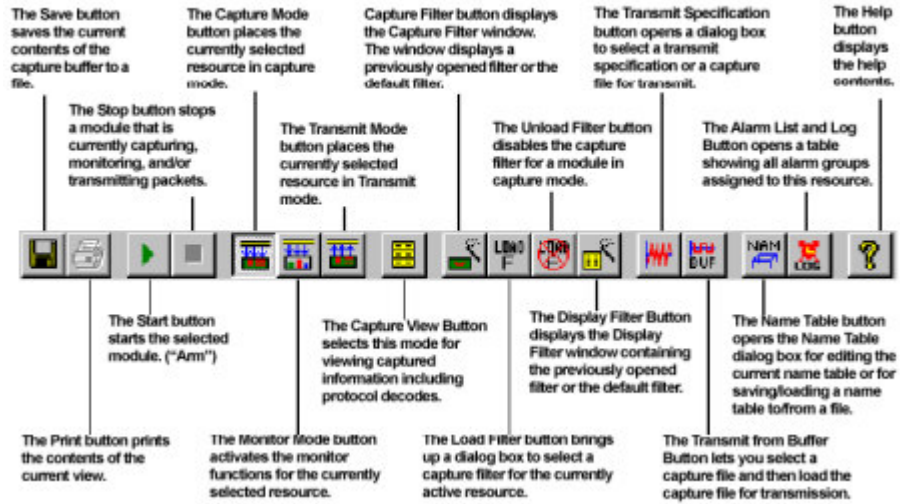 The Save button
saves the current
contents of the
capture buffer to a
file.
The Capture Mode
button places the
currently selected
resource in capture
mode.
Capture Filter button displays
the Capture Filter window.
The window displays a
previously opened filter or the
default filter.
The Transmit Specification
button opens a dialog box
to select a transmit
specification or a capture
file for transmit.
The Help
button
displays
the help
contents.
The Stop button stops
a module that is
currently capturing,
monitoring, and/or
transmitting packets.
The Transmit Mode
button places the
currently selected
resource in Transmit
mode.
The Unload Filter button
disables the capture
filter for a module in
capture mode.
The Alarm List and Log
Button opens a table
showing all alarm groups
assigned to this resource.
LOAD
F
BUF
NAM
LOG
?
The Start button
starts the selected
module. ("Arm")
The Capture View Button
selects this mode for
viewing captured
information including
protocol decodes.
The Display Filter Button
displays the Display
Filter window containing
the previously opened
filter or the default filter.
The Name Table button
opens the Name Table
dialog box for editing the
current name table or for
saving/loading a name
table to/from a file.
The Print button prints
the contents of the
current view.
The Monitor Mode button
activates the monitor
functions for the currently
selected resource.
The Load Filter button brings
up a dialog box to select a
capture filter for the currently
active resource.
The Transmit from Buffer
Button lets you select a
capture file and then load the
capture file for transmission.